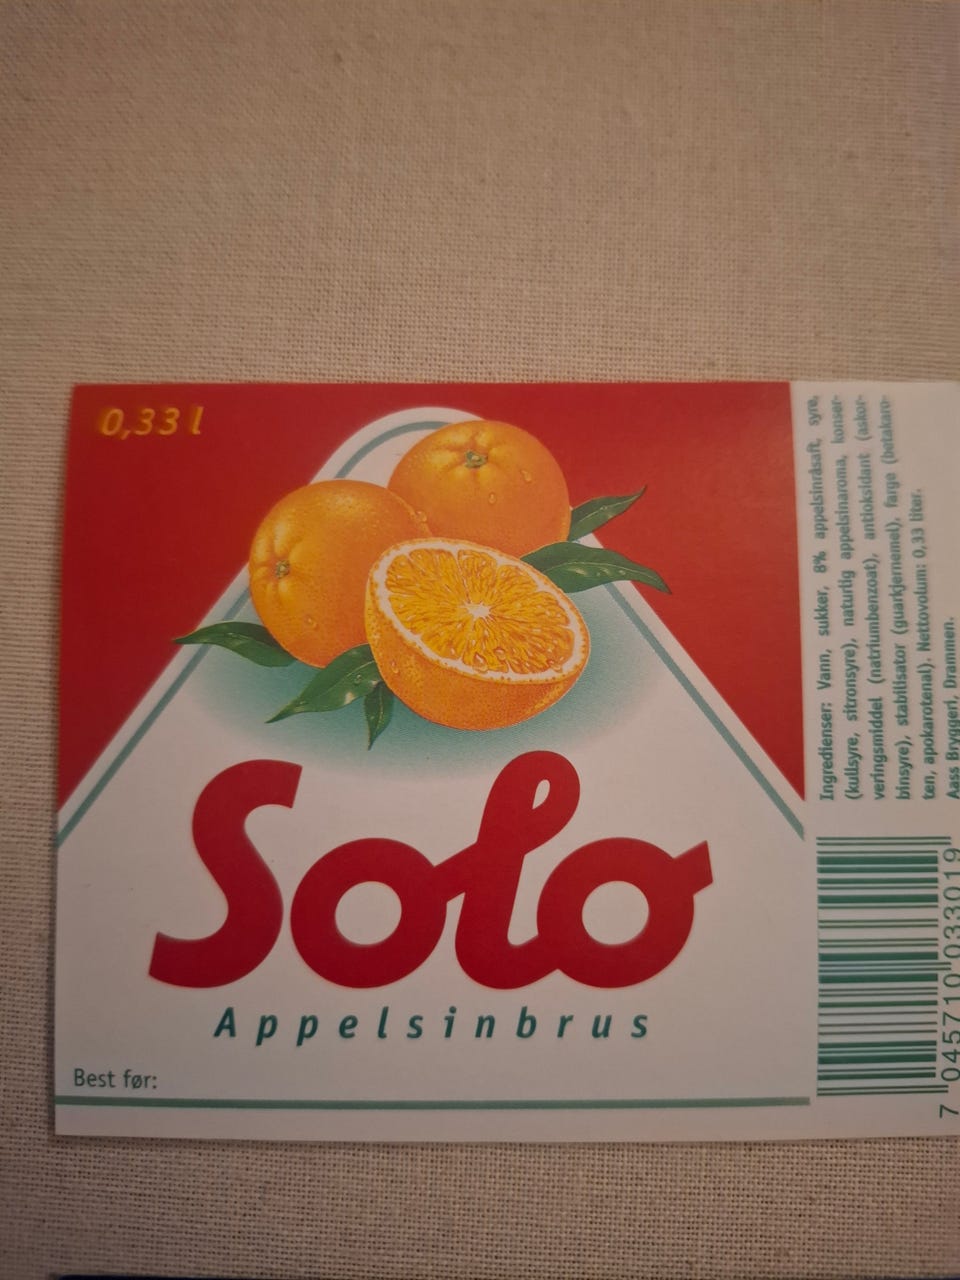 0,33 l
Solo
Appelsinbrus
Best før:
Ingredienser: Vann, sukker, 8% appelsinråsaft, syre,
(kullsyre, sitronsyre), naturlig appelsinaroma, konser-
veringsmiddel (natriumbenzoat), antioksidant (askor-
binsyre), stabilisator (guarkjernemel), farge (betakaro-
ten, apokarotenal). Nettovolum: 0,33 liter.
Aass Bryggeri, Drammen.
7 045710 033019